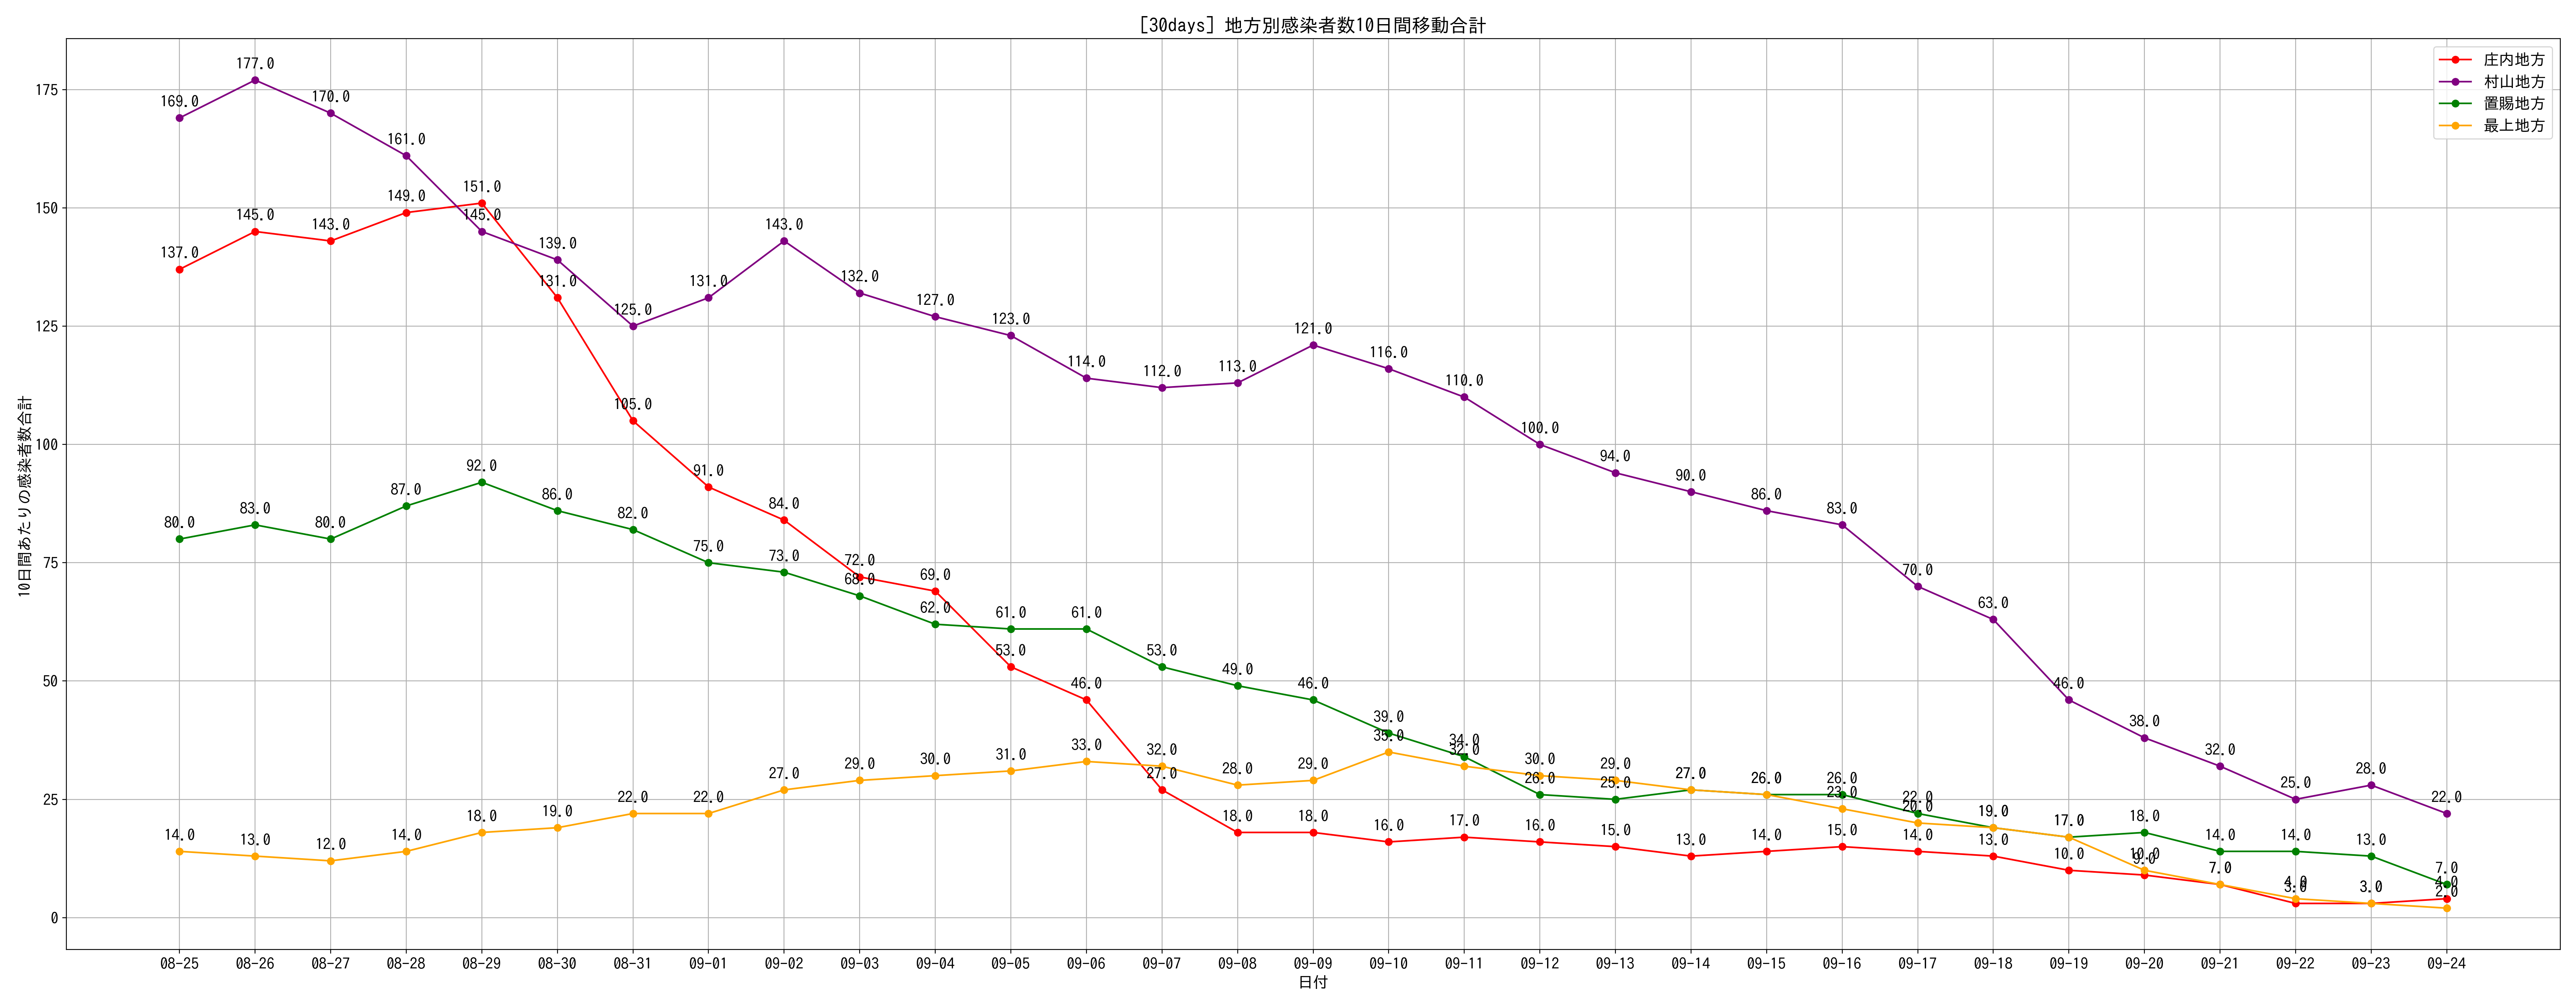 [30days] 地方別感染者数10日間移動合計
庄内地方
村山地方
置賜地方
最上地方
10日間あたりの感染者数合計
175
150
125
100
75
50
25
0
137.0 145.0 143.0 149.0 151.0 131.0 105.0 91.0 84.0 72.0 69.0 53.0 46.0 27.0 18.0 18.0 16.0 17.0 16.0 15.0 13.0 14.0 15.0 14.0 13.0 10.0 9.0 7.0 3.0 3.0 4.0
169.0 177.0 170.0 161.0 145.0 139.0 125.0 131.0 143.0 132.0 127.0 123.0 114.0 112.0 113.0 121.0 116.0 110.0 100.0 94.0 90.0 86.0 83.0 70.0 63.0 46.0 38.0 32.0 25.0 28.0 22.0
80.0 83.0 80.0 87.0 92.0 86.0 82.0 75.0 73.0 68.0 62.0 61.0 61.0 53.0 49.0 46.0 39.0 34.0 26.0 25.0 27.0 26.0 26.0 22.0 19.0 17.0 18.0 14.0 14.0 13.0 7.0
14.0 13.0 12.0 14.0 18.0 19.0 22.0 22.0 27.0 29.0 30.0 31.0 33.0 32.0 28.0 29.0 35.0 32.0 30.0 29.0 27.0 26.0 23.0 20.0 19.0 17.0 10.0 7.0 4.0 3.0 2.0
08-25 08-26 08-27 08-28 08-29 08-30 08-31 09-01 09-02 09-03 09-04 09-05 09-06 09-07 09-08 09-09 09-10 09-11 09-12 09-13 09-14 09-15 09-16 09-17 09-18 09-19 09-20 09-21 09-22 09-23 09-24
日付